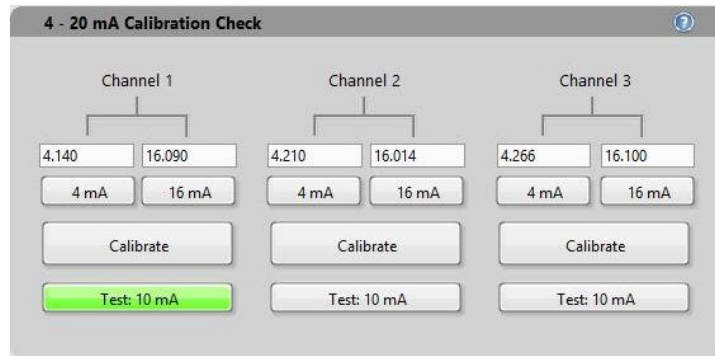 4 - 20 mA Calibration Check
?
Channel 1 Channel 2 Channel 3
4.140 16.090 4.210 16.014 4.266 16.100
4 mA 16 mA 4 mA 16 mA 4 mA 16 mA
Calibrate Calibrate Calibrate
Test: 10 mA Test: 10 mA Test: 10 mA